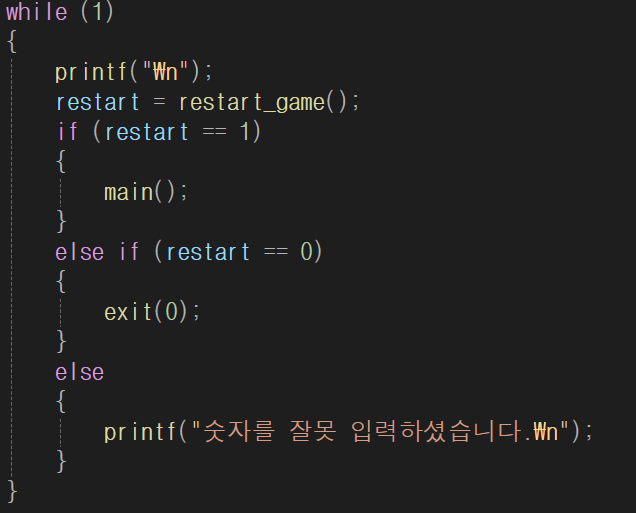 while (1)
{
    printf("₩n");
    restart = restart_game();
    if (restart == 1)
    {
        main();
    }
    else if (restart == 0)
    {
        exit(0);
    }
    else
    {
        printf("숫자를 잘못 입력하셨습니다.₩n");
    }
}